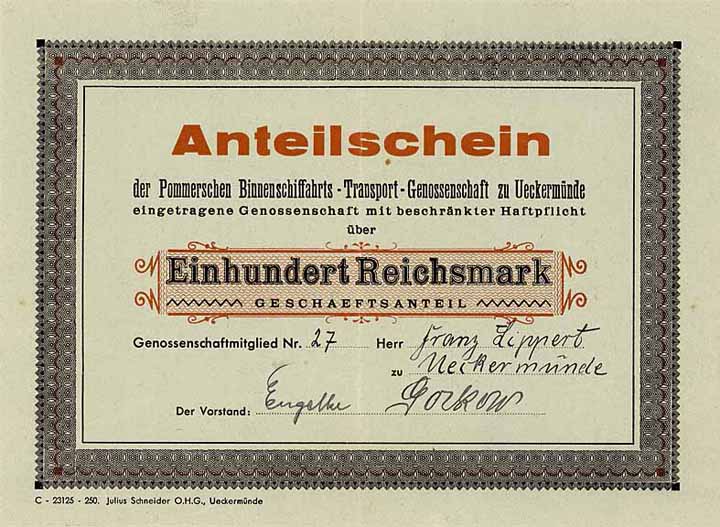 Anteilschein
der Pommerschen Binnenschiffahrts - Transport - Genossenschaft zu Ueckermünde
eingetragene Genossenschaft mit beschränkter Haftpflicht
über
Einhundert Reichsmark
GESCHAEFTSANTEIL
Genossenschaftmitglied Nr. 27 Herr Franz Lippert
zu Ueckermünde
Der Vorstand: Engelke Gorkow
C - 23125 - 250. Julius Schneider O.H.G., Ueckermünde